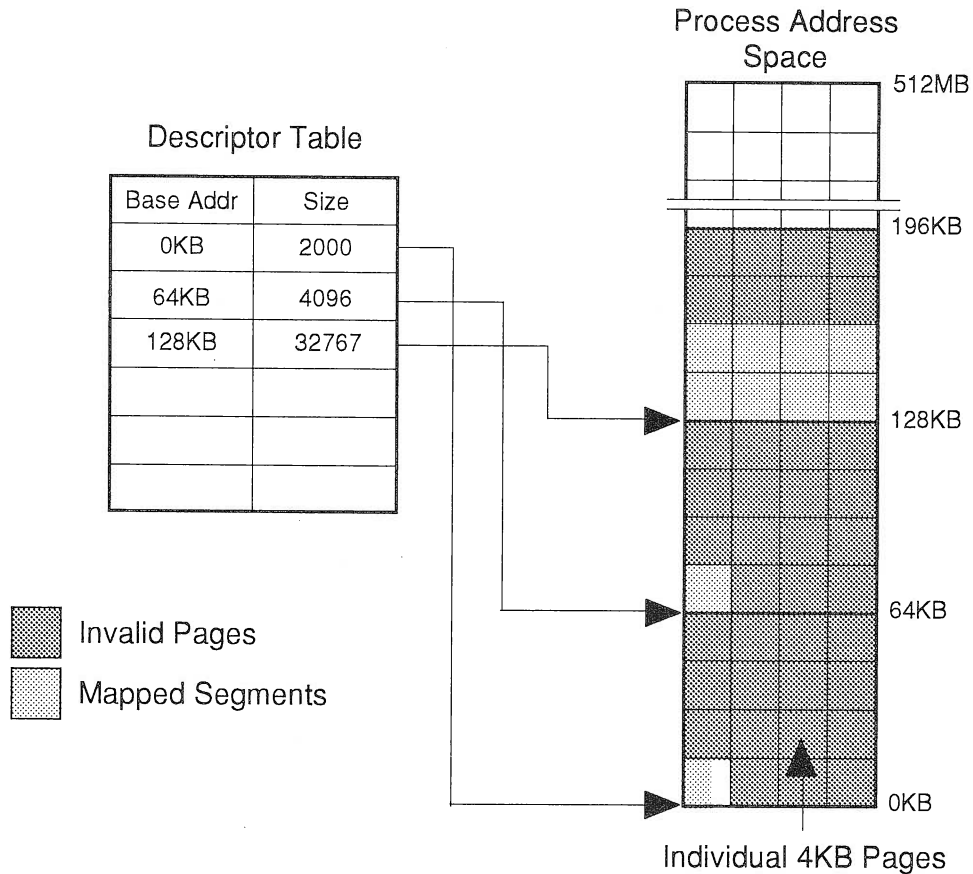 Process Address
Space
512MB
Descriptor Table
Base Addr Size
0KB 2000
64KB 4096
128KB 32767
196KB
128KB
64KB
0KB
Invalid Pages
Mapped Segments
Individual 4KB Pages